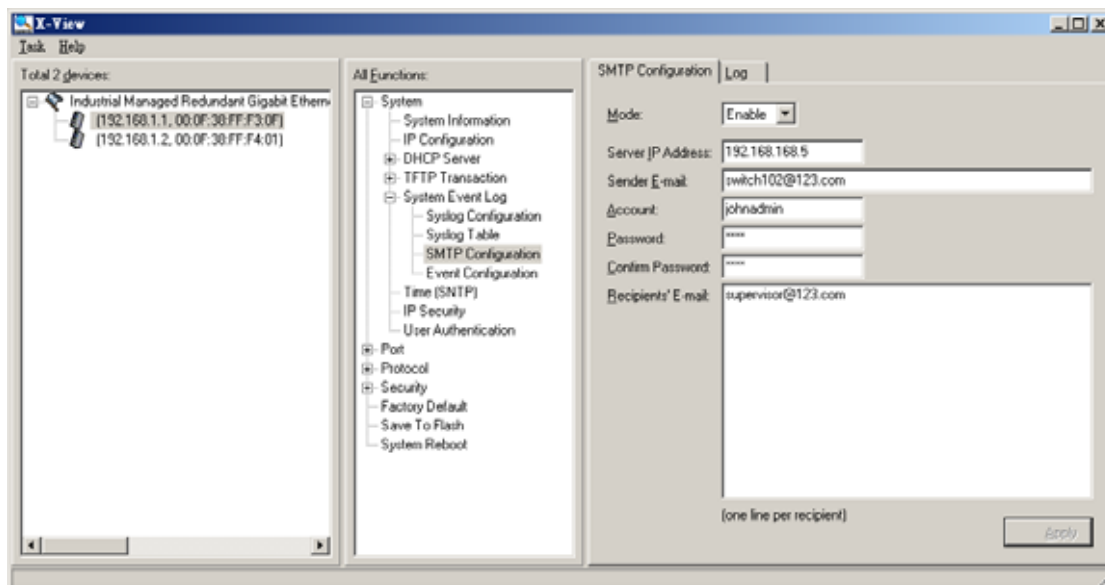 X-View
Task Help
Total 2 devices:
Industrial Managed Redundant Gigabit Ethern
(192.168.1.1, 00:0F:38:FF:F3:0F)
(192.168.1.2, 00:0F:38:FF:F4:01)
All Functions:
System
System Information
IP Configuration
DHCP Server
TFTP Transaction
System Event Log
Syslog Configuration
Syslog Table
SMTP Configuration
Event Configuration
Time (SNTP)
IP Security
User Authentication
Port
Protocol
Security
Factory Default
Save To Flash
System Reboot
SMTP Configuration Log
Mode: Enable
Server IP Address: 192.168.168.5
Sender E-mail: switch102@123.com
Account: johnadmin
Password: ****
Confirm Password: ****
Recipients' E-mail: supervisor@123.com
(one line per recipient)
Apply